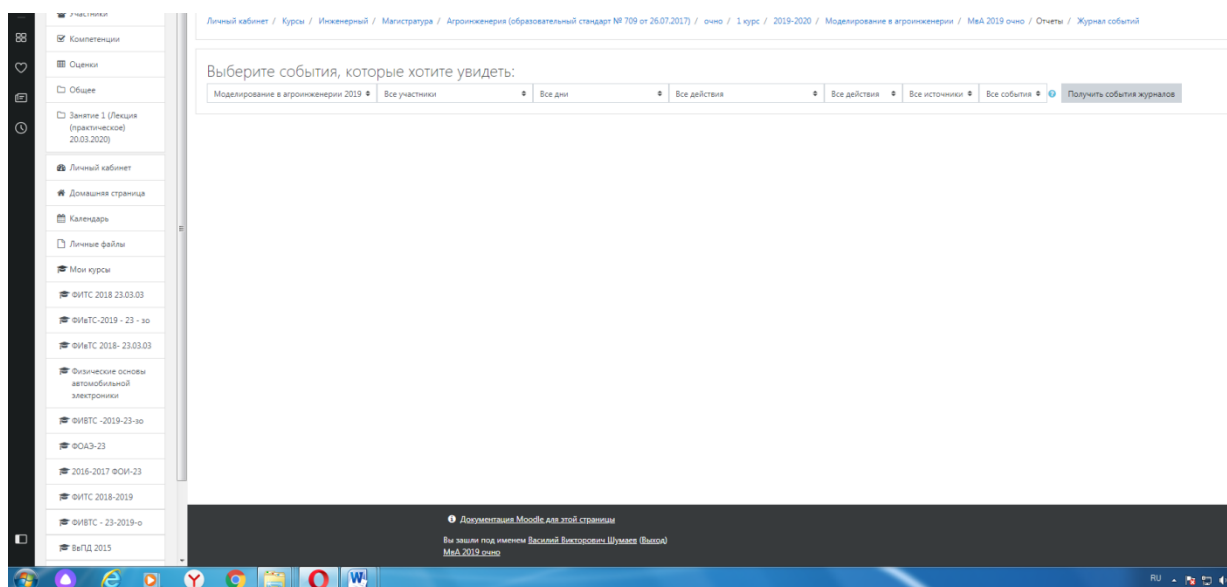 Участники
Личный кабинет / Курсы / Инженерный / Магистратура / Агроинженерия (образовательный стандарт № 709 от 26.07.2017) / очно / 1 курс / 2019-2020 / Моделирование в агроинженерии / МвА 2019 очно / Отчеты / Журнал событий
Компетенции
Оценки
Выберите события, которые хотите увидеть:
Общее
Моделирование в агроинженерии 2019 Все участники Все дни Все действия Все действия Все источники Все события Получить события журналов
Занятие 1 (Лекция
(практическое)
20.03.2020)
Личный кабинет
Домашняя страница
Календарь
Личные файлы
Мои курсы
ФИТС 2018 23.03.03
ФИвТС-2019 - 23 - зо
ФИвТС 2018- 23.03.03
Физические основы
автомобильной
электроники
ФИВТС -2019-23-зо
ФОАЭ-23
2016-2017 ФОИ-23
ФИТС 2018-2019
ФИВТС - 23-2019-о
ВвПД 2015
Документация Moodle для этой страницы
Вы зашли под именем Василий Викторович Шумаев (Выход)
МвА 2019 очно
RU